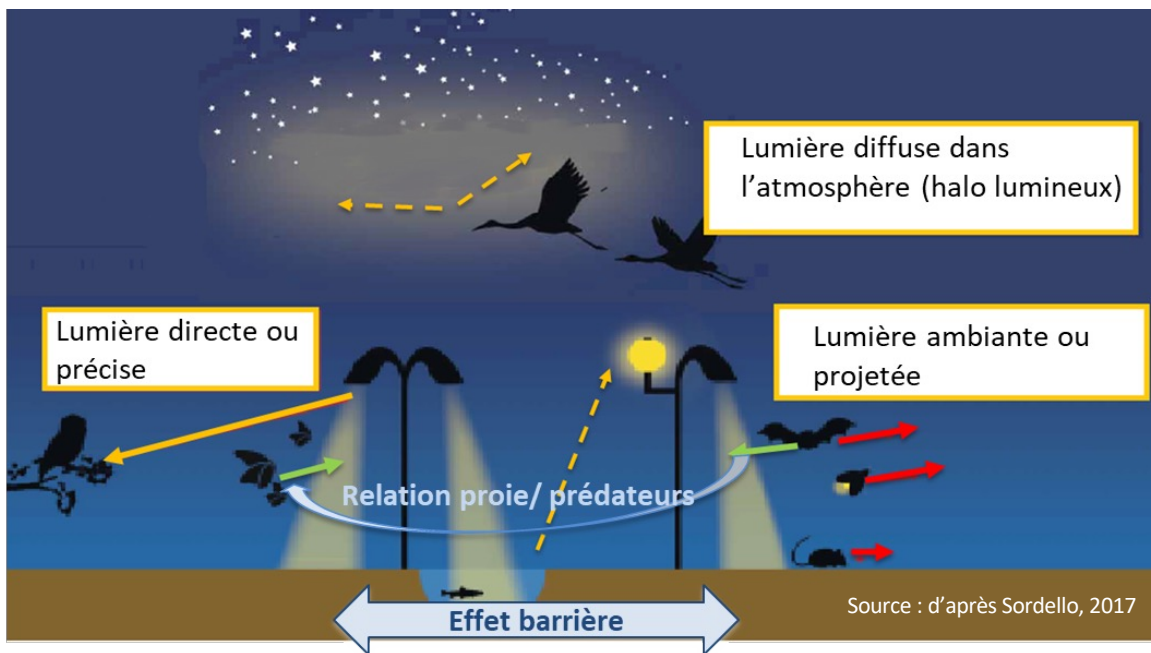 Lumière diffuse dans
l’atmosphère (halo lumineux)
Lumière directe ou
précise
Lumière ambiante ou
projetée
Relation proie/ prédateurs
Effet barrière
Source : d’après Sordello, 2017